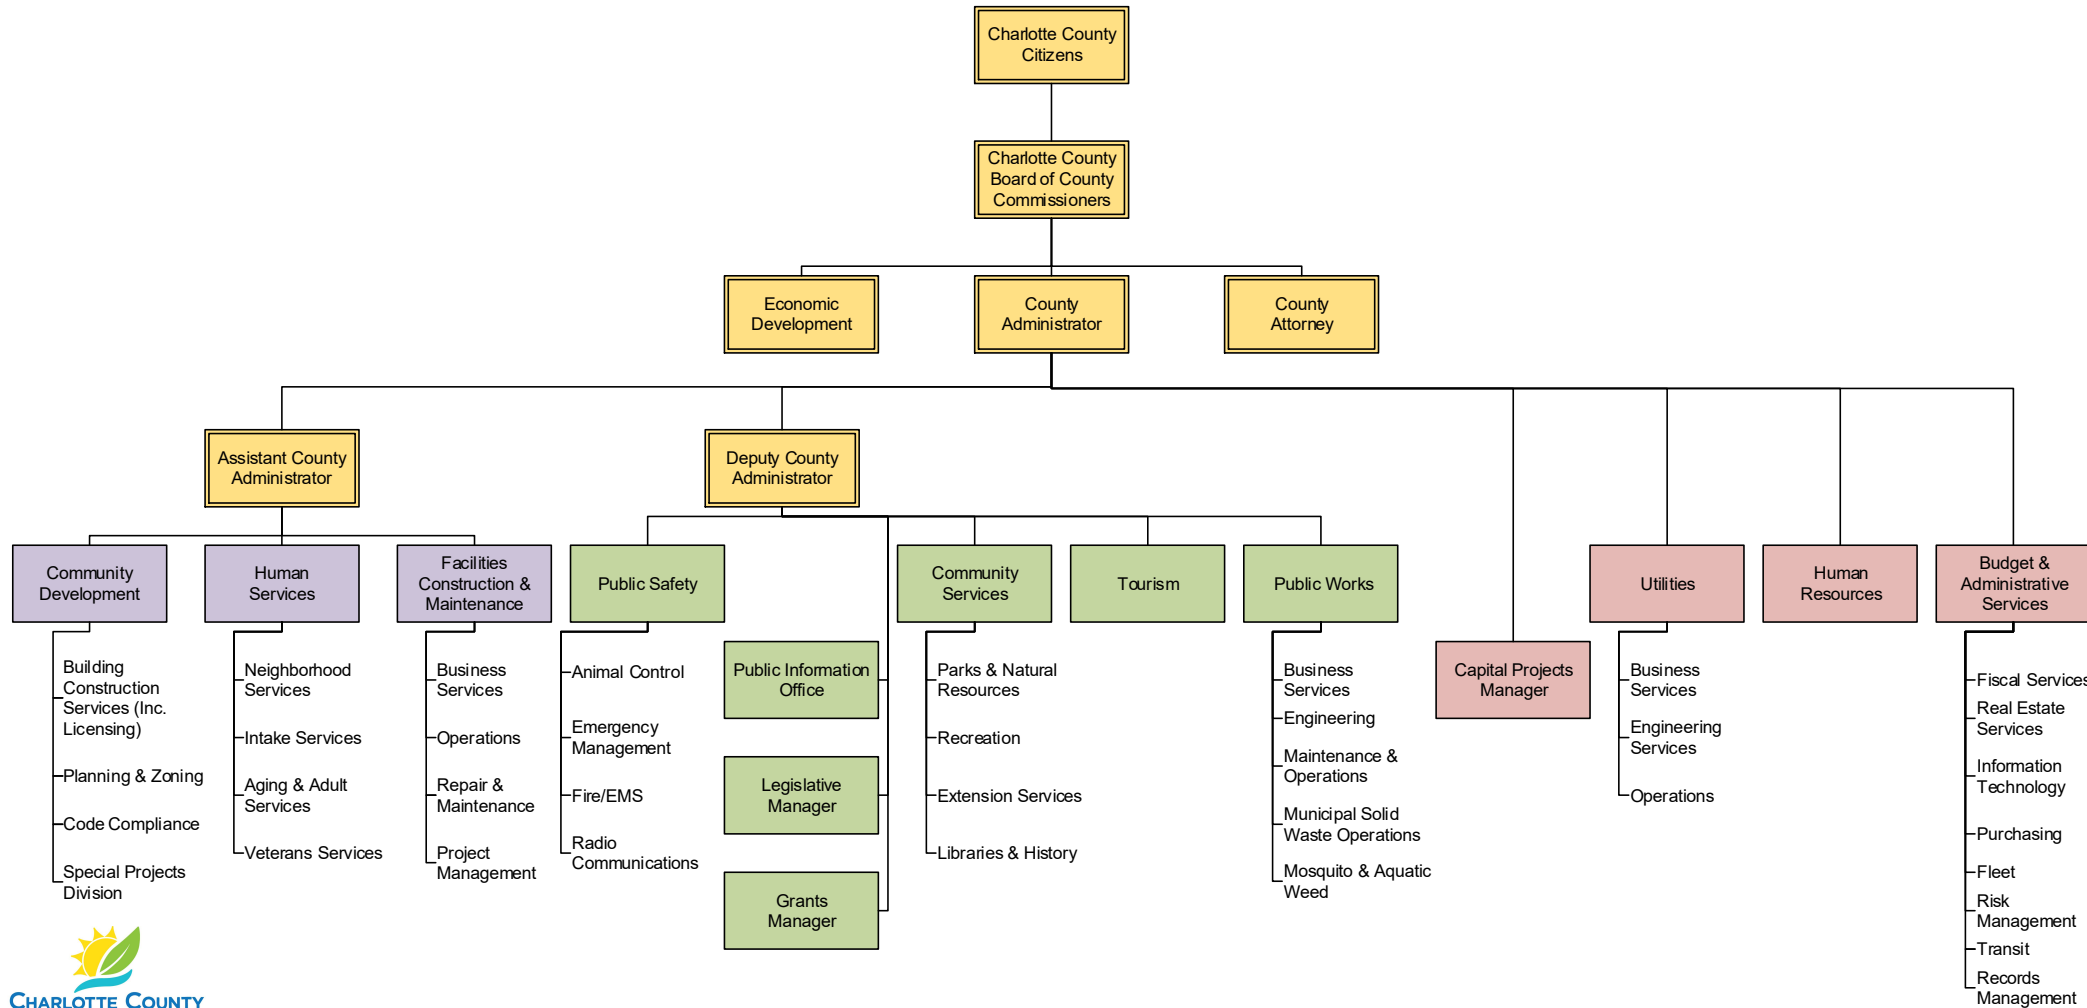 Charlotte County
Citizens
Charlotte County
Board of County
Commissioners
Economic
Development
County
Administrator
County
Attorney
Assistant County
Administrator
Deputy County
Administrator
Community
Development
Human
Services
Facilities
Construction &
Maintenance
Public Safety
Community
Services
Tourism
Public Works
Utilities
Human
Resources
Budget &
Administrative
Services
Building
Construction
Services (Inc.
Licensing)
Planning & Zoning
Code Compliance
Special Projects
Division
Neighborhood
Services
Intake Services
Aging & Adult
Services
Veterans Services
Business
Services
Operations
Repair &
Maintenance
Project
Management
Animal Control
Emergency
Management
Fire/EMS
Radio
Communications
Public Information
Office
Legislative
Manager
Grants
Manager
Parks & Natural
Resources
Recreation
Extension Services
Libraries & History
Business
Services
Engineering
Maintenance &
Operations
Municipal Solid
Waste Operations
Mosquito & Aquatic
Weed
Capital Projects
Manager
Business
Services
Engineering
Services
Operations
Fiscal Services
Real Estate
Services
Information
Technology
Purchasing
Fleet
Risk
Management
Transit
Records
Management
CHARLOTTE COUNTY